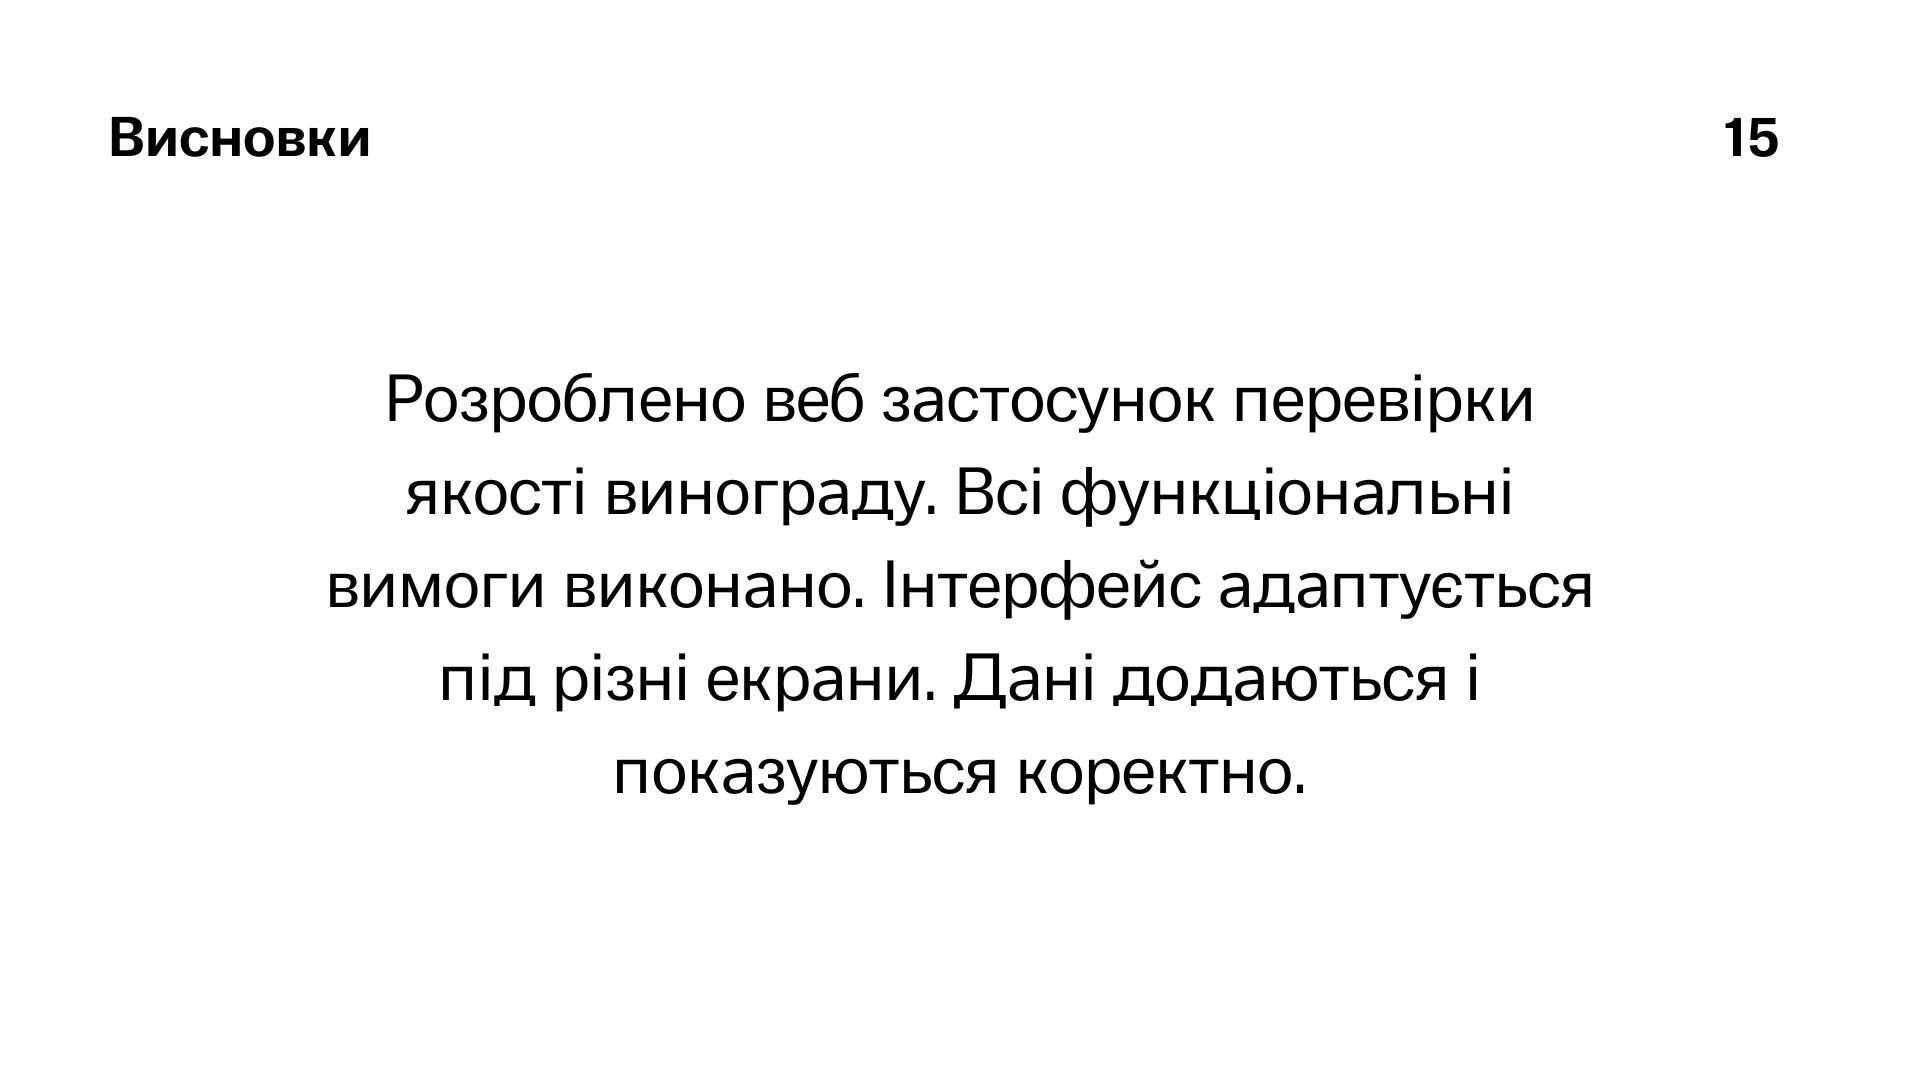 Висновки
15
Розроблено веб застосунок перевірки
якості винограду. Всі функціональні
вимоги виконано. Інтерфейс адаптується
під різні екрани. Дані додаються і
показуються коректно.